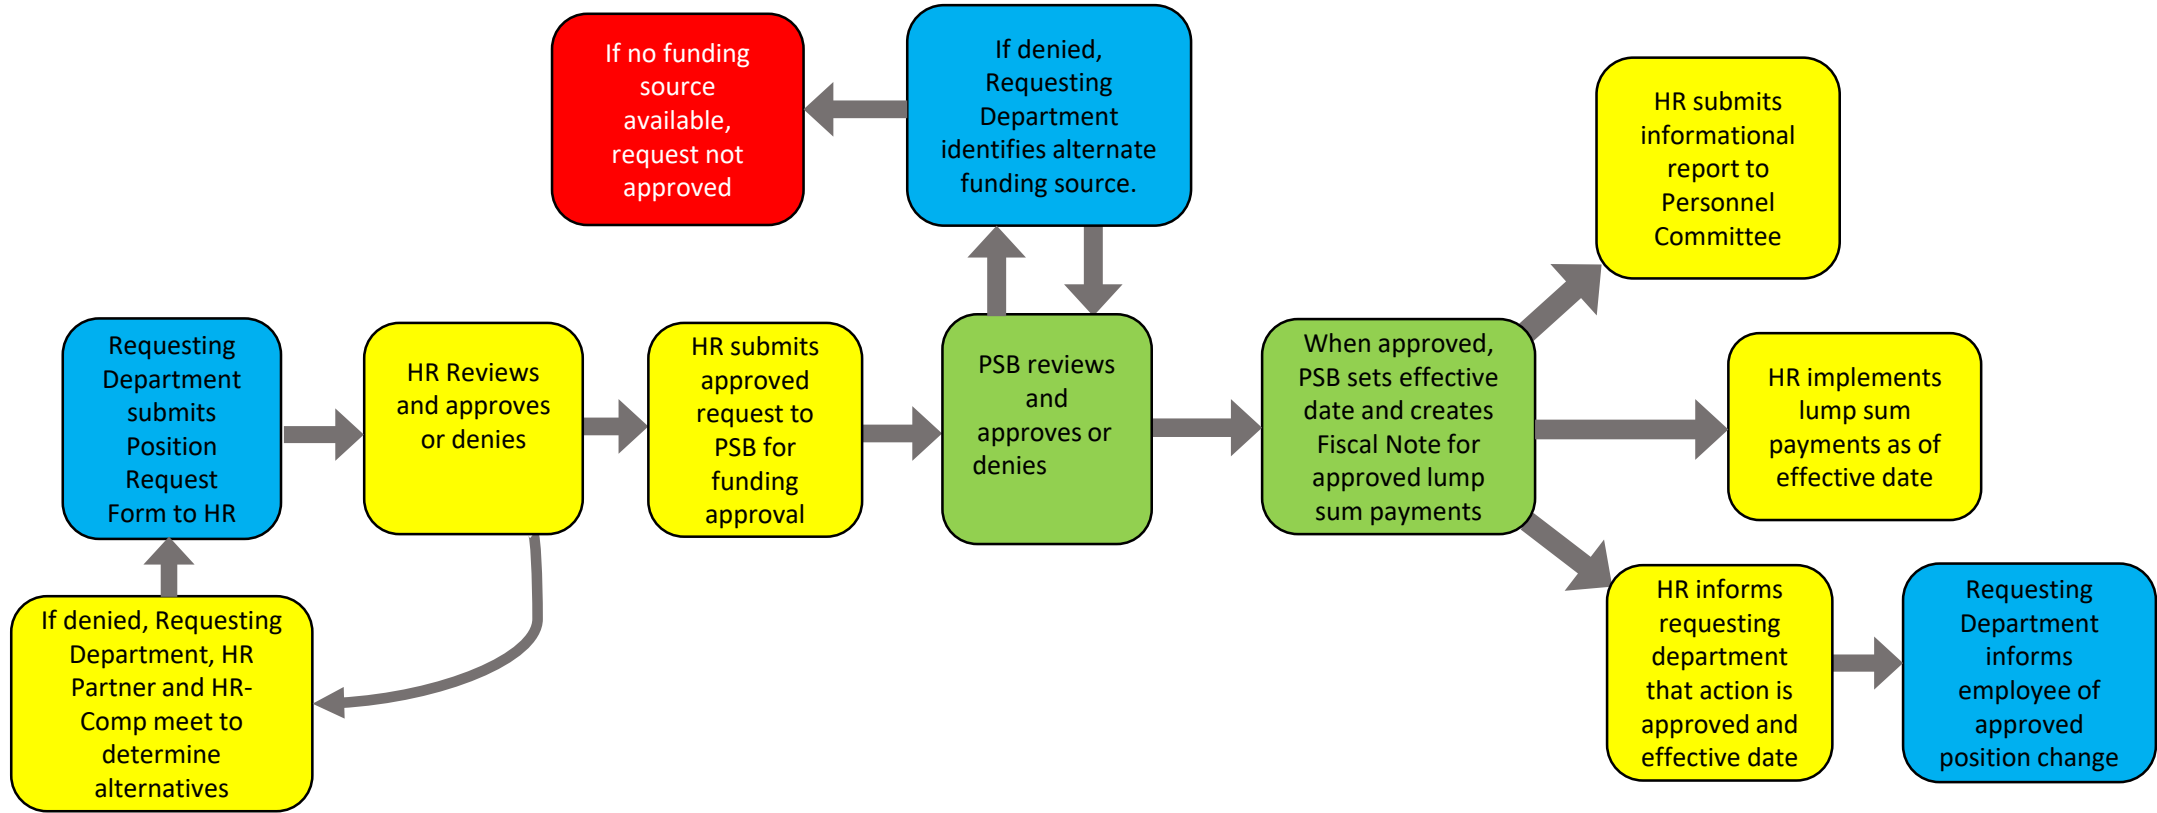 If no funding
source
available,
request not
approved
If denied,
Requesting
Department
identifies alternate
funding source.
HR submits
informational
report to
Personnel
Committee
Requesting
Department
submits
Position
Request
Form to HR
HR Reviews
and approves
or denies
HR submits
approved
request to
PSB for
funding
approval
PSB reviews
and
approves or
denies
When approved,
PSB sets effective
date and creates
Fiscal Note for
approved lump
sum payments
HR implements
lump sum
payments as of
effective date
If denied, Requesting
Department, HR
Partner and HR-
Comp meet to
determine
alternatives
HR informs
requesting
department
that action is
approved and
effective date
Requesting
Department
informs
employee of
approved
position change